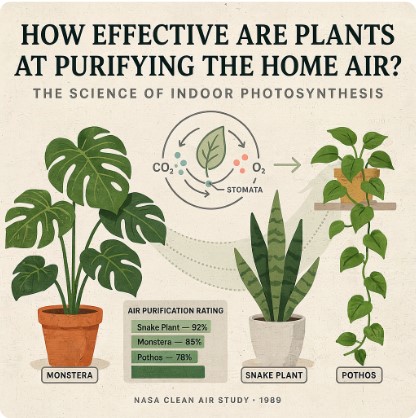 HOW EFFECTIVE ARE PLANTS
AT PURIFYING THE HOME AIR?
THE SCIENCE OF INDOOR PHOTOSYNTHESIS
CO₂
O₂
STOMATA
AIR PURIFICATION RATING
Snake Plant — 92%
Monstera — 85%
Pothos — 78%
MONSTERA
SNAKE PLANT
POTHOS
NASA CLEAN AIR STUDY - 1989